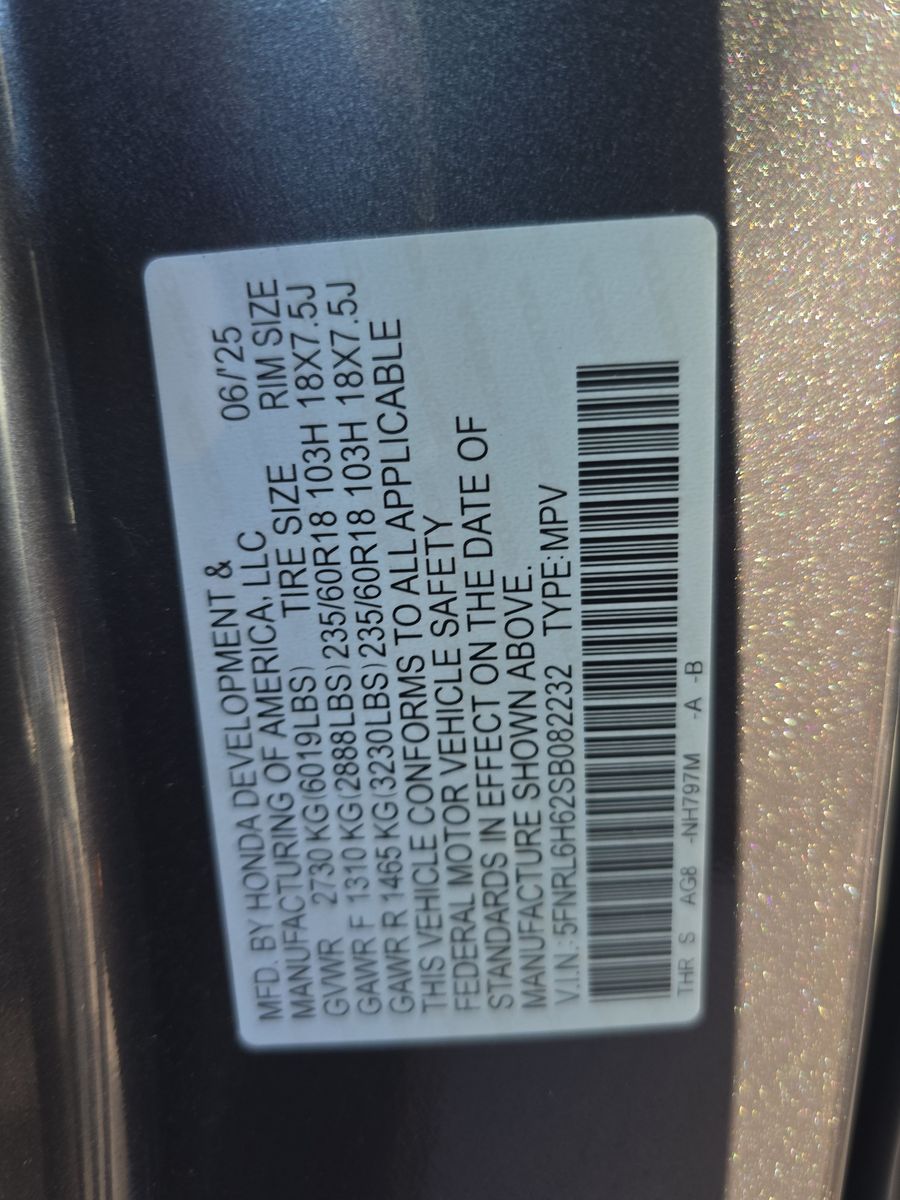 MFD. BY HONDA DEVELOPMENT & 06/'25
MANUFACTURING OF AMERICA, LLC
TIRE SIZE RIM SIZE
GVWR 2730 KG (6019LBS)
GAWR F 1310 KG (2888LBS) 235/60R18 103H 18X7.5J
GAWR R 1465 KG (3230LBS) 235/60R18 103H 18X7.5J
THIS VEHICLE CONFORMS TO ALL APPLICABLE
FEDERAL MOTOR VEHICLE SAFETY
STANDARDS IN EFFECT ON THE DATE OF
MANUFACTURE SHOWN ABOVE.
V.I.N.: 5FNRL6H62SB082232 TYPE: MPV
THR S AG8 -NH797M -A -B